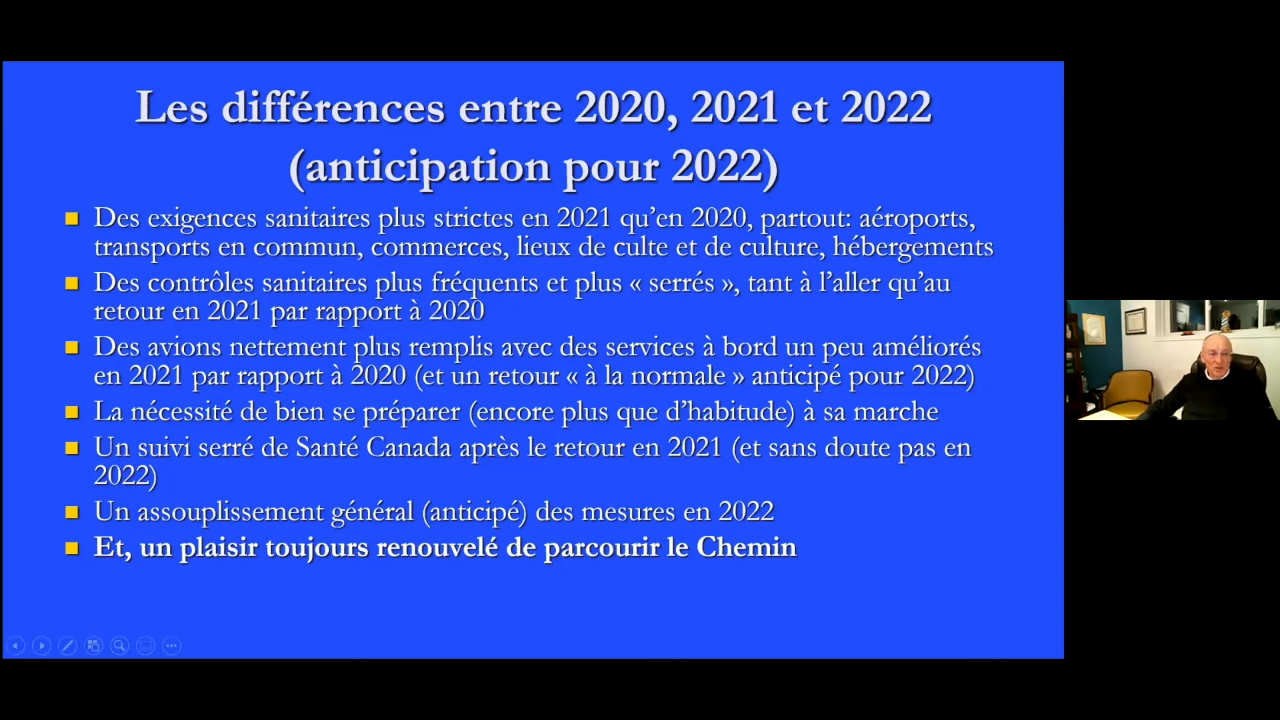 Les différences entre 2020, 2021 et 2022
(anticipation pour 2022)
Des exigences sanitaires plus strictes en 2021 qu’en 2020, partout: aéroports,
transports en commun, commerces, lieux de culte et de culture, hébergements
Des contrôles sanitaires plus fréquents et plus « serrés », tant à l’aller qu’au
retour en 2021 par rapport à 2020
Des avions nettement plus remplis avec des services à bord un peu améliorés
en 2021 par rapport à 2020 (et un retour « à la normale » anticipé pour 2022)
La nécessité de bien se préparer (encore plus que d’habitude) à sa marche
Un suivi serré de Santé Canada après le retour en 2021 (et sans doute pas en
2022)
Un assouplissement général (anticipé) des mesures en 2022
Et, un plaisir toujours renouvelé de parcourir le Chemin